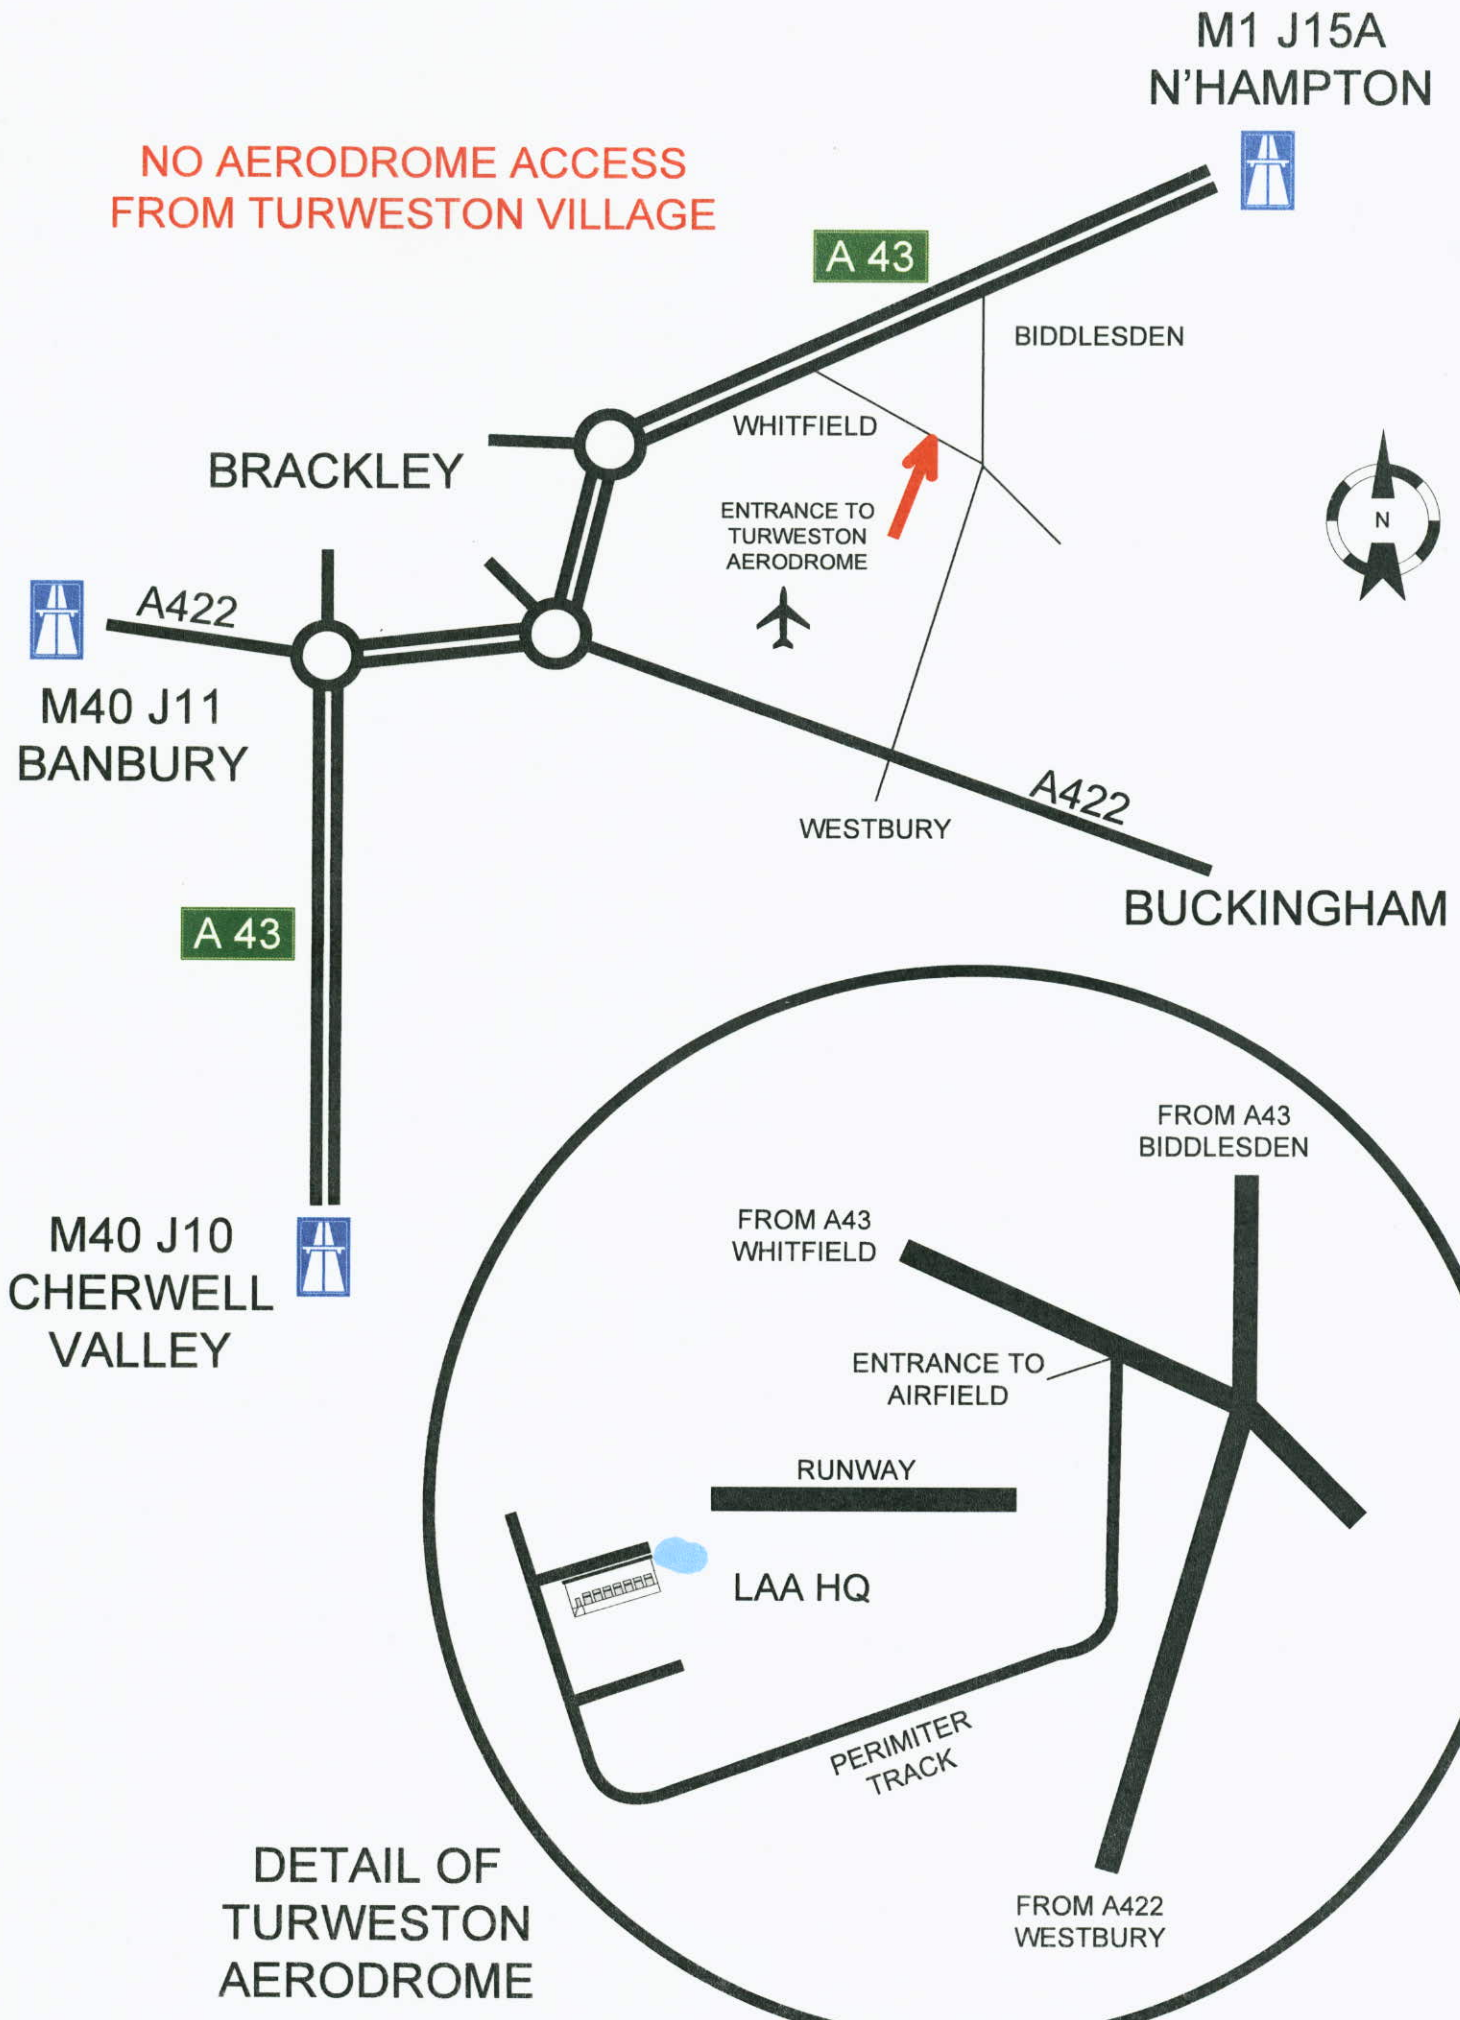 M1 J15A
N'HAMPTON
NO AERODROME ACCESS
FROM TURWESTON VILLAGE
A 43
BIDDLESDEN
WHITFIELD
BRACKLEY
ENTRANCE TO
TURWESTON
AERODROME
N
A422
M40 J11
BANBURY
A422
WESTBURY
BUCKINGHAM
A 43
M40 J10
CHERWELL
VALLEY
FROM A43
BIDDLESDEN
FROM A43
WHITFIELD
ENTRANCE TO
AIRFIELD
RUNWAY
LAA HQ
PERIMITER
TRACK
DETAIL OF
TURWESTON
AERODROME
FROM A422
WESTBURY